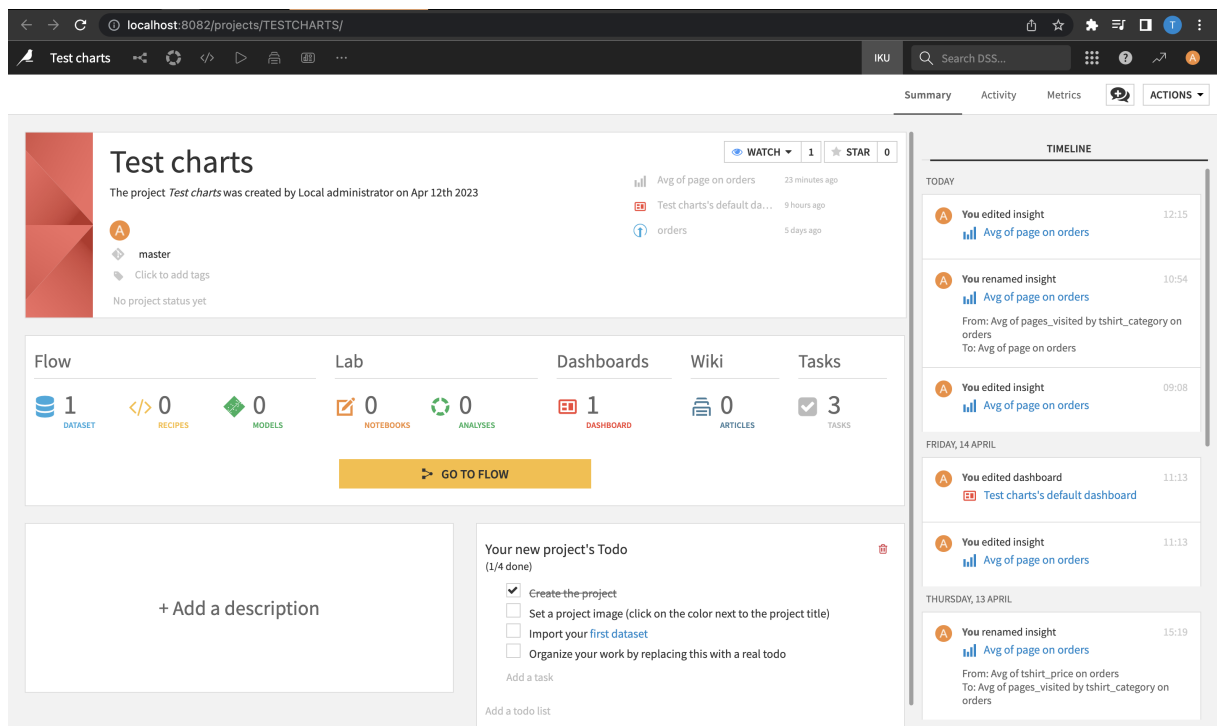 localhost:8082/projects/TESTCHARTS/
T
Test charts
IKU
Search DSS...
A
Summary
Activity
Metrics
ACTIONS
Test charts
The project Test charts was created by Local administrator on Apr 12th 2023
A
master
Click to add tags
No project status yet
WATCH
1
STAR
0
Avg of page on orders
23 minutes ago
Test charts's default da...
9 hours ago
orders
5 days ago
Flow
1
DATASET
0
RECIPES
0
MODELS
Lab
0
NOTEBOOKS
0
ANALYSES
Dashboards
1
DASHBOARD
Wiki
0
ARTICLES
Tasks
3
TASKS
GO TO FLOW
+ Add a description
Your new project's Todo
(1/4 done)
Create the project
Set a project image (click on the color next to the project title)
Import your first dataset
Organize your work by replacing this with a real todo
Add a task
Add a todo list
TIMELINE
TODAY
A
You edited insight
12:15
Avg of page on orders
A
You renamed insight
10:54
Avg of page on orders
From: Avg of pages_visited by tshirt_category on
orders
To: Avg of page on orders
A
You edited insight
09:08
Avg of page on orders
FRIDAY, 14 APRIL
A
You edited dashboard
11:13
Test charts's default dashboard
A
You edited insight
11:13
Avg of page on orders
THURSDAY, 13 APRIL
A
You renamed insight
15:19
Avg of page on orders
From: Avg of tshirt_price on orders
To: Avg of pages_visited by tshirt_category on
orders